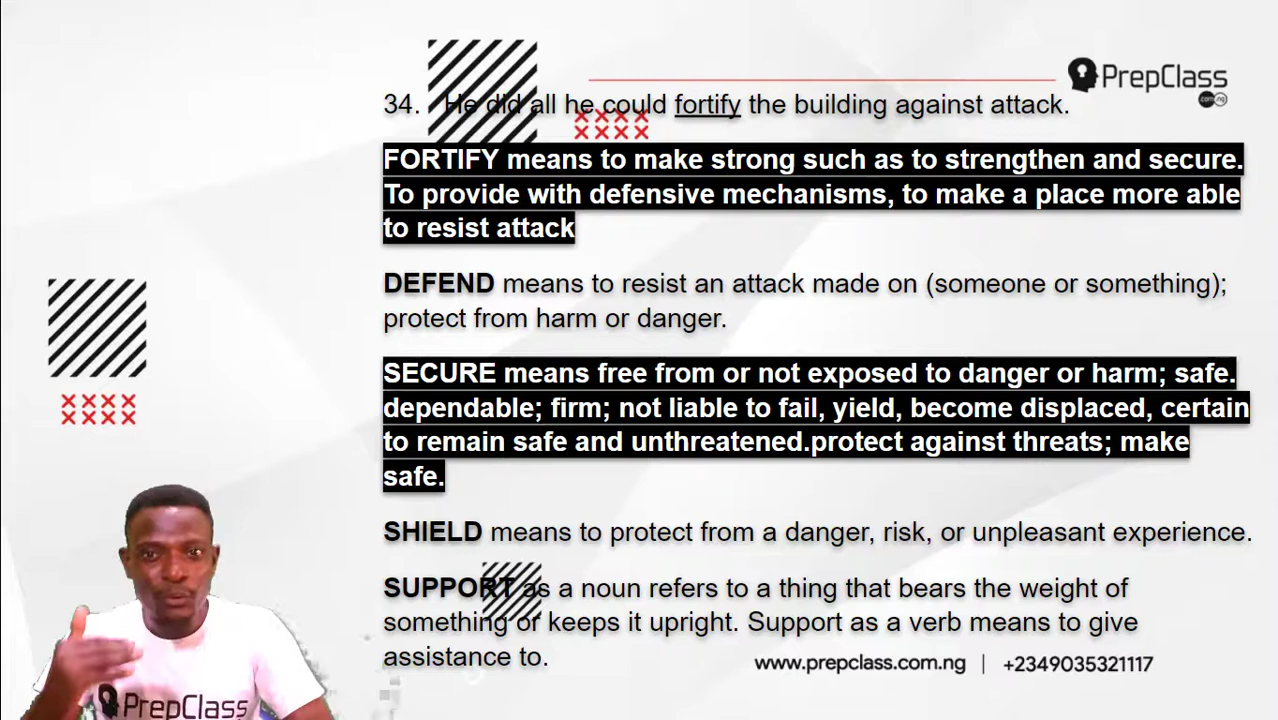 PrepClass
.com.ng
34. He did all he could fortify the building against attack.
FORTIFY means to make strong such as to strengthen and secure.
To provide with defensive mechanisms, to make a place more able
to resist attack
DEFEND means to resist an attack made on (someone or something);
protect from harm or danger.
SECURE means free from or not exposed to danger or harm; safe.
dependable; firm; not liable to fail, yield, become displaced, certain
to remain safe and unthreatened.protect against threats; make
safe.
SHIELD means to protect from a danger, risk, or unpleasant experience.
SUPPORT as a noun refers to a thing that bears the weight of
something or keeps it upright. Support as a verb means to give
assistance to.
www.prepclass.com.ng | +2349035321117
PrepClass